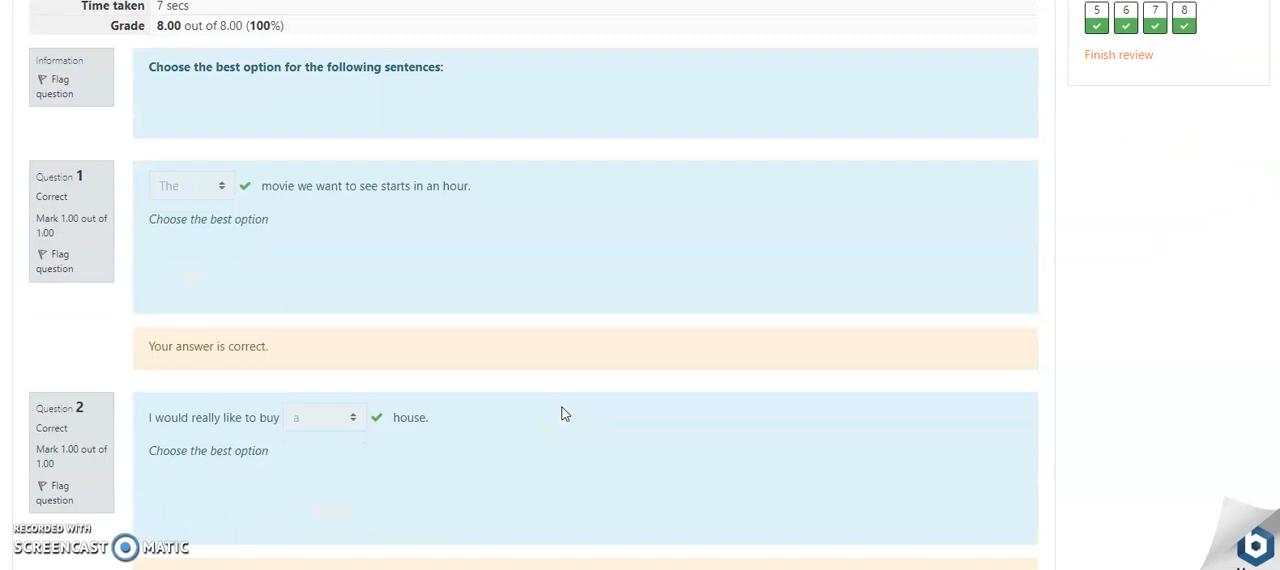 Time taken 7 secs
Grade 8.00 out of 8.00 (100%)
5 6 7 8
Finish review
Information
Flag
question
Choose the best option for the following sentences:
Question 1
Correct
Mark 1.00 out of
1.00
Flag
question
The movie we want to see starts in an hour.
Choose the best option
Your answer is correct.
Question 2
Correct
Mark 1.00 out of
1.00
Flag
question
I would really like to buy a house.
Choose the best option
RECORDED WITH
SCREENCAST MATIC